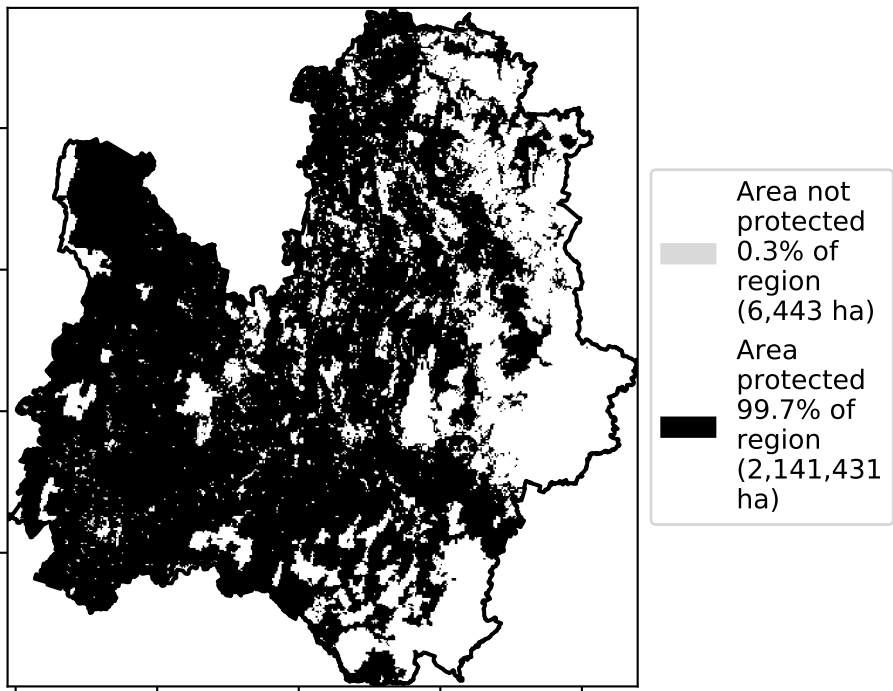 Area not
protected
0.3% of
region
(6,443 ha)
Area
protected
99.7% of
region
(2,141,431
ha)